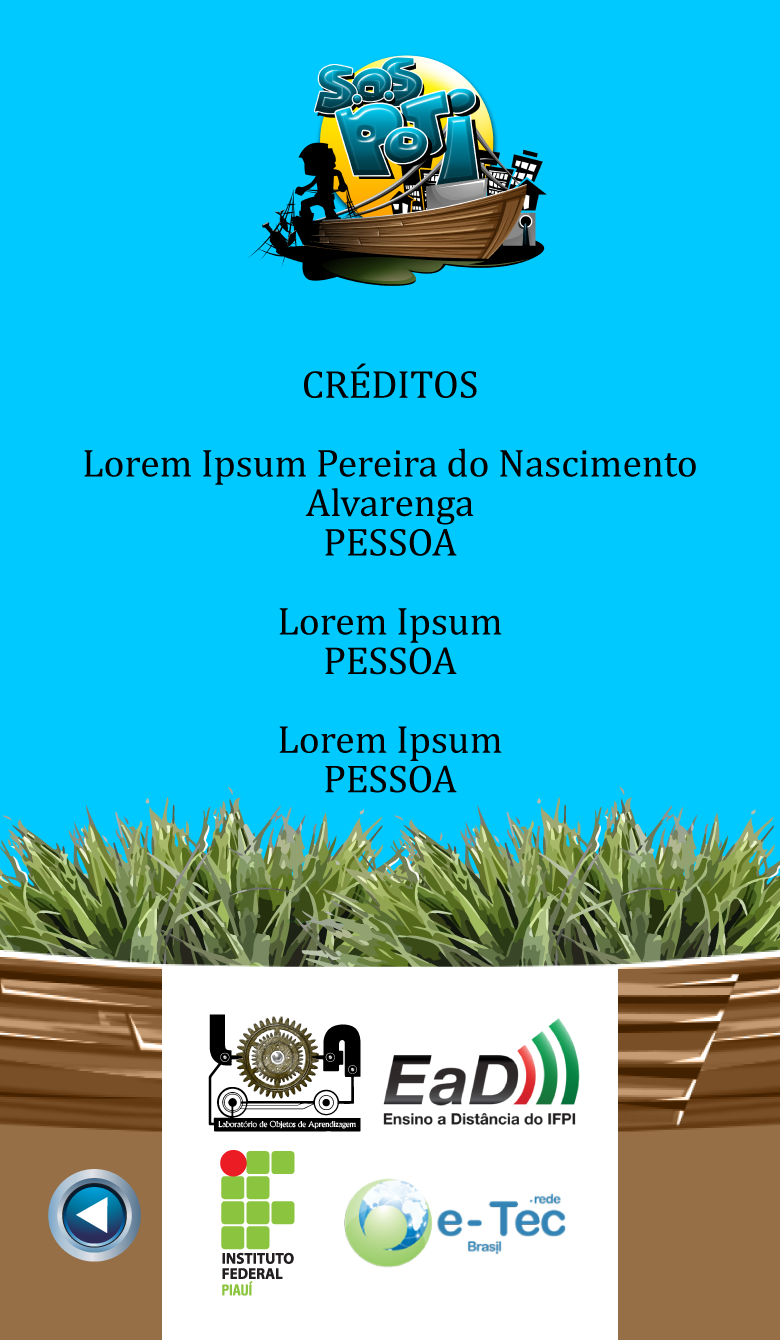 S.O.S
POTI
CRÉDITOS
Lorem Ipsum Pereira do Nascimento
Alvarenga
PESSOA
Lorem Ipsum
PESSOA
Lorem Ipsum
PESSOA
LOA
Laboratório de Objetos de Aprendizagem
EaD
Ensino a Distância do IFPI
INSTITUTO
FEDERAL
PIAUÍ
rede
e-Tec
Brasil